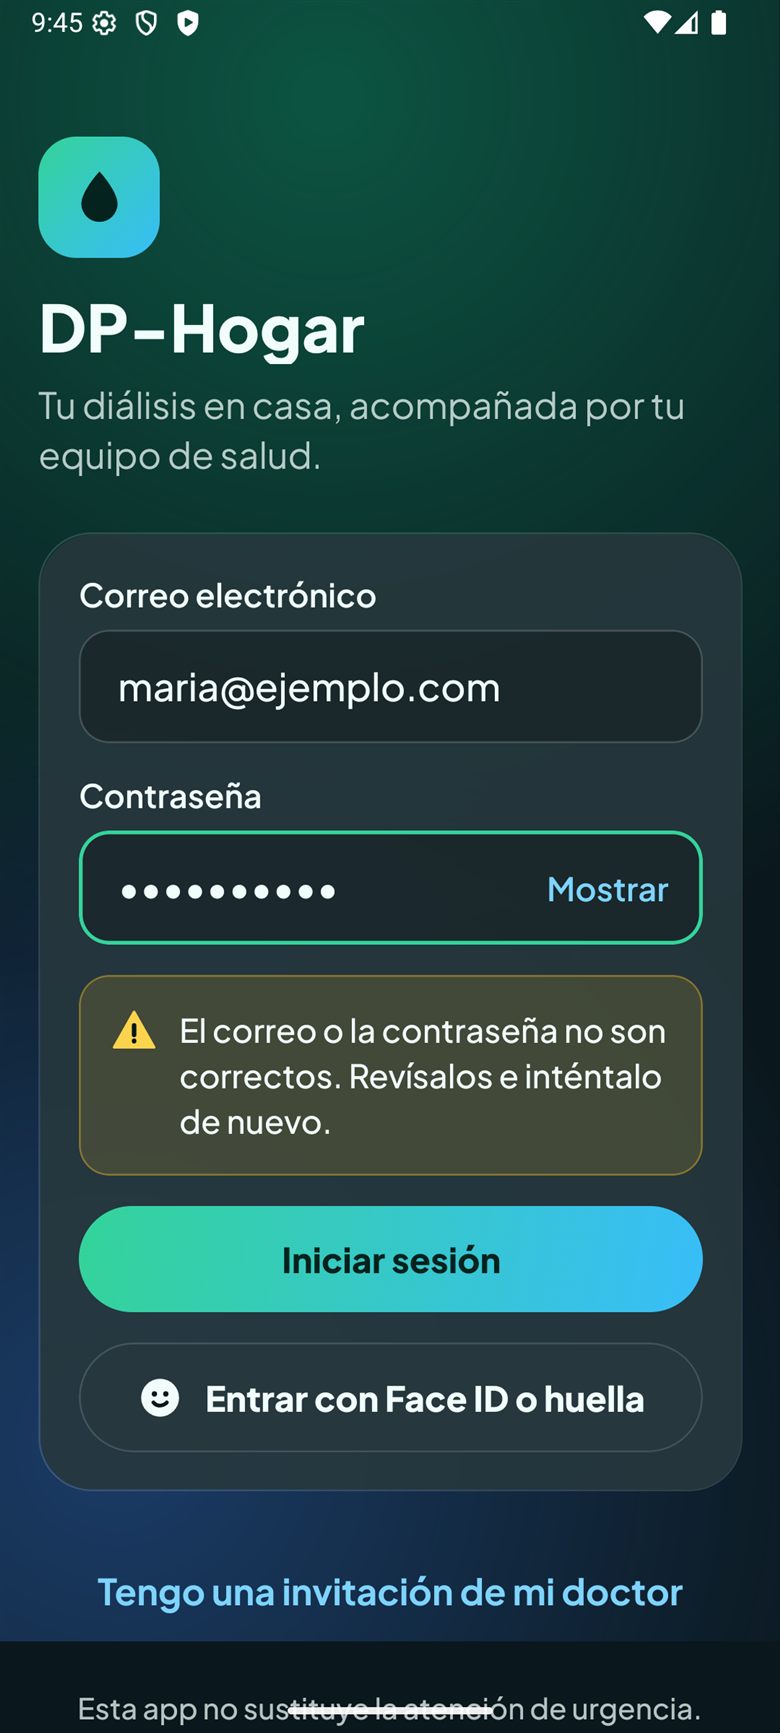 9:45
DP-Hogar
Tu diálisis en casa, acompañada por tu
equipo de salud.
Correo electrónico
maria@ejemplo.com
Contraseña
Mostrar
El correo o la contraseña no son
correctos. Revísalos e inténtalo
de nuevo.
Iniciar sesión
Entrar con Face ID o huella
Tengo una invitación de mi doctor
Esta app no sustituye la atención de urgencia.